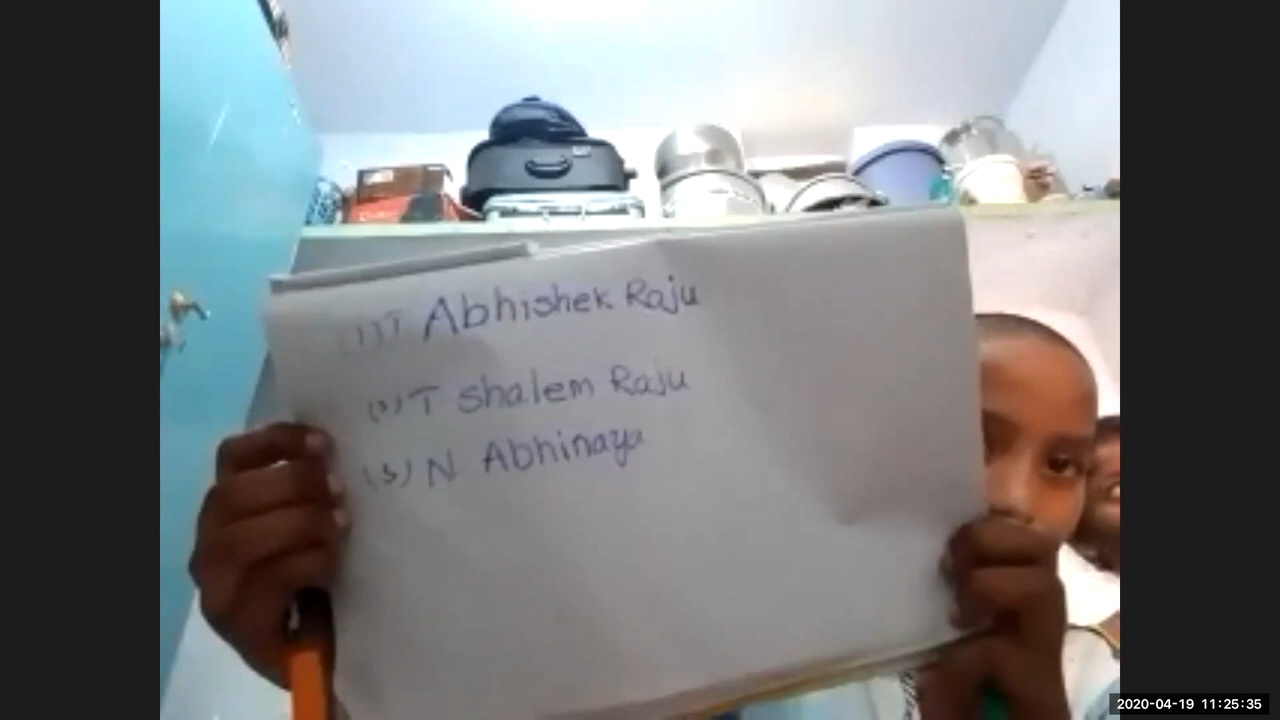 (1) T Abhishek Raju
(2) T Shalem Raju
(3) N Abhinaya
2020-04-19 11:25:35